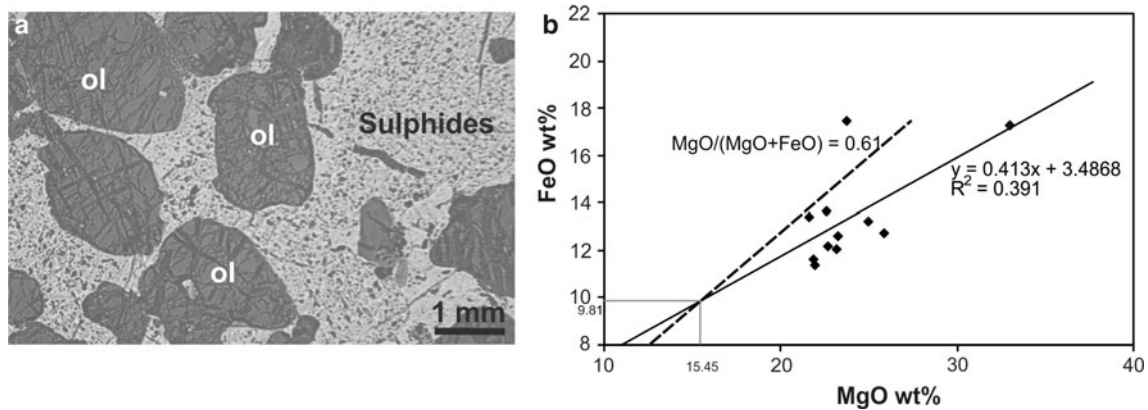 a
ol
ol
Sulphides
ol
1 mm
b
22
20
18
16
14
12
10
9.81
8
FeO wt%
MgO/(MgO+FeO) = 0.61
y = 0.413x + 3.4868
R² = 0.391
10
15.45
20
30
40
MgO wt%